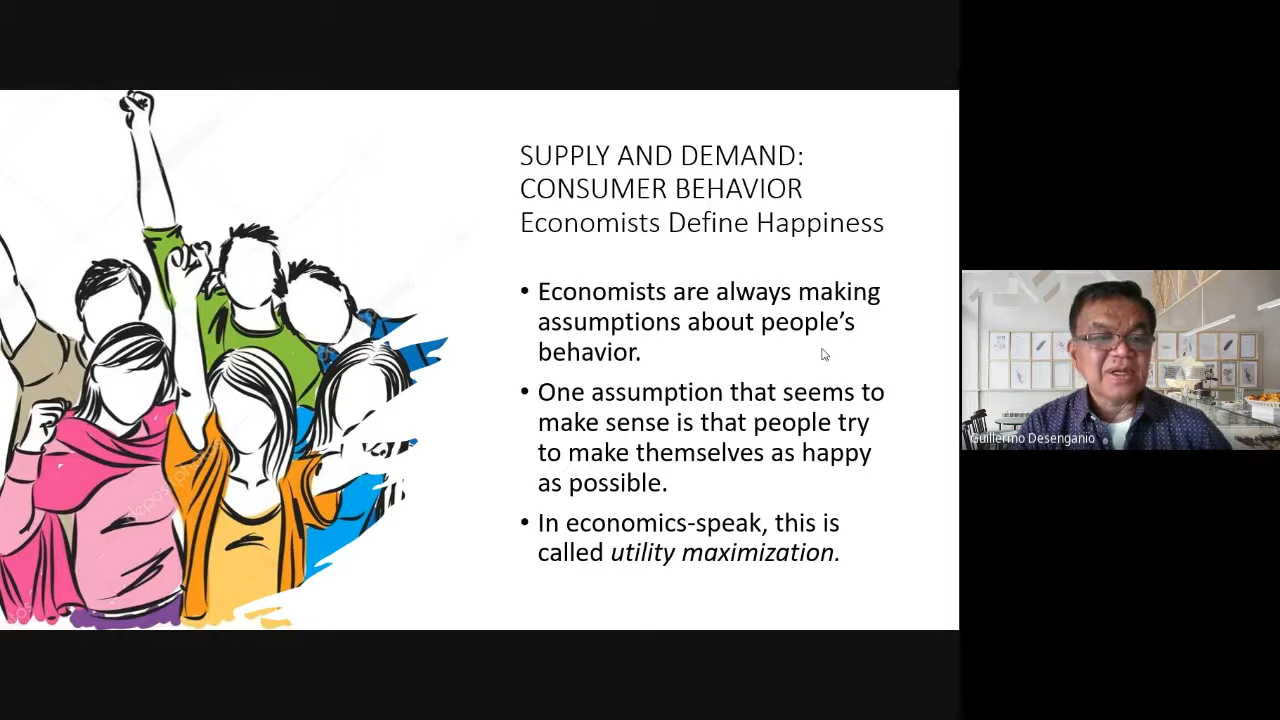 SUPPLY AND DEMAND:
CONSUMER BEHAVIOR
Economists Define Happiness
• Economists are always making
assumptions about people’s
behavior.
• One assumption that seems to
make sense is that people try
to make themselves as happy
as possible.
• In economics-speak, this is
called utility maximization.
Guillermo Desenganio